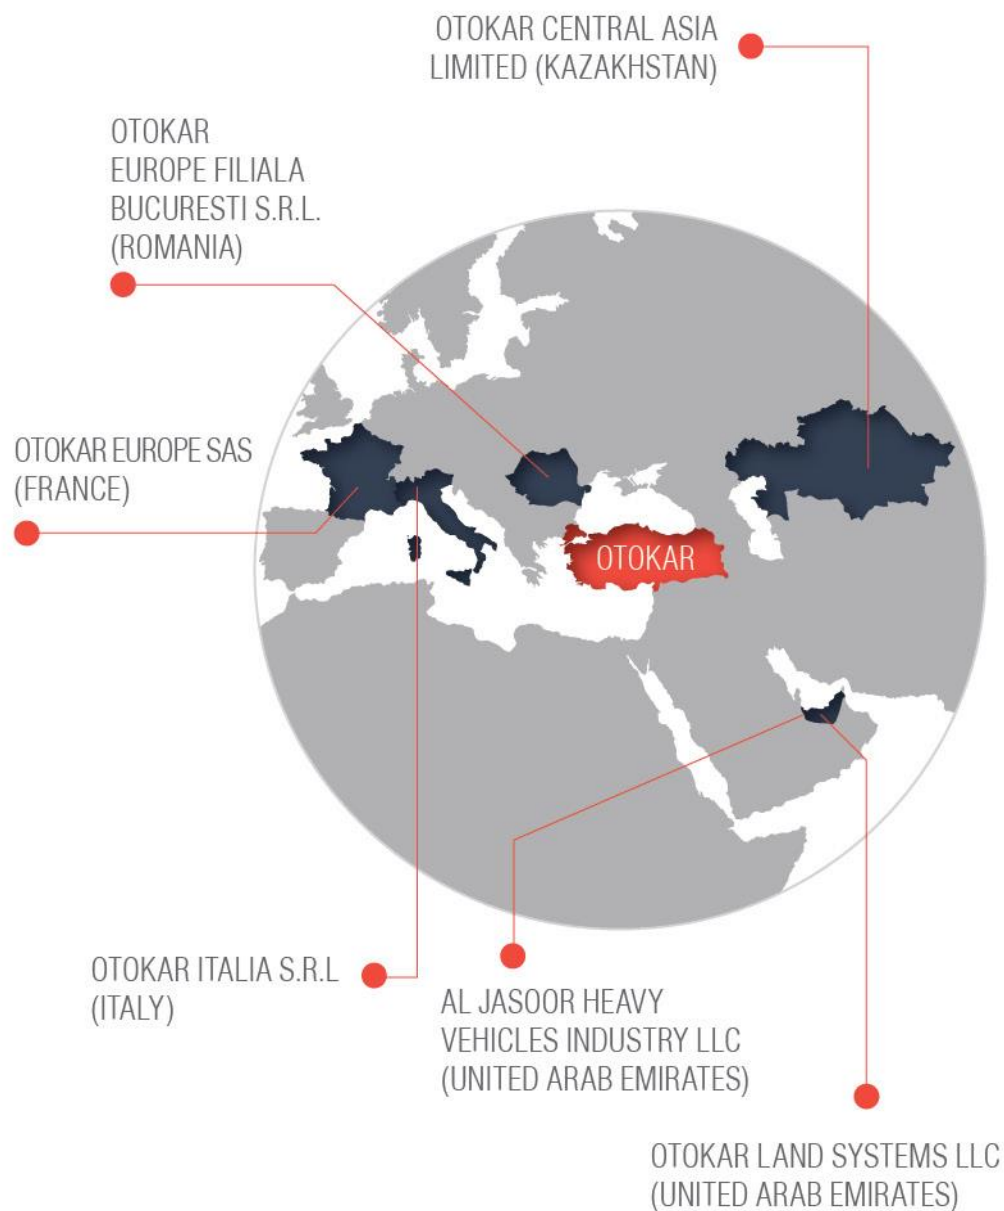 OTOKAR CENTRAL ASIA
LIMITED (KAZAKHSTAN)
OTOKAR
EUROPE FILIALA
BUCURESTI S.R.L.
(ROMANIA)
OTOKAR EUROPE SAS
(FRANCE)
OTOKAR
OTOKAR ITALIA S.R.L
(ITALY)
AL JASOOR HEAVY
VEHICLES INDUSTRY LLC
(UNITED ARAB EMIRATES)
OTOKAR LAND SYSTEMS LLC
(UNITED ARAB EMIRATES)